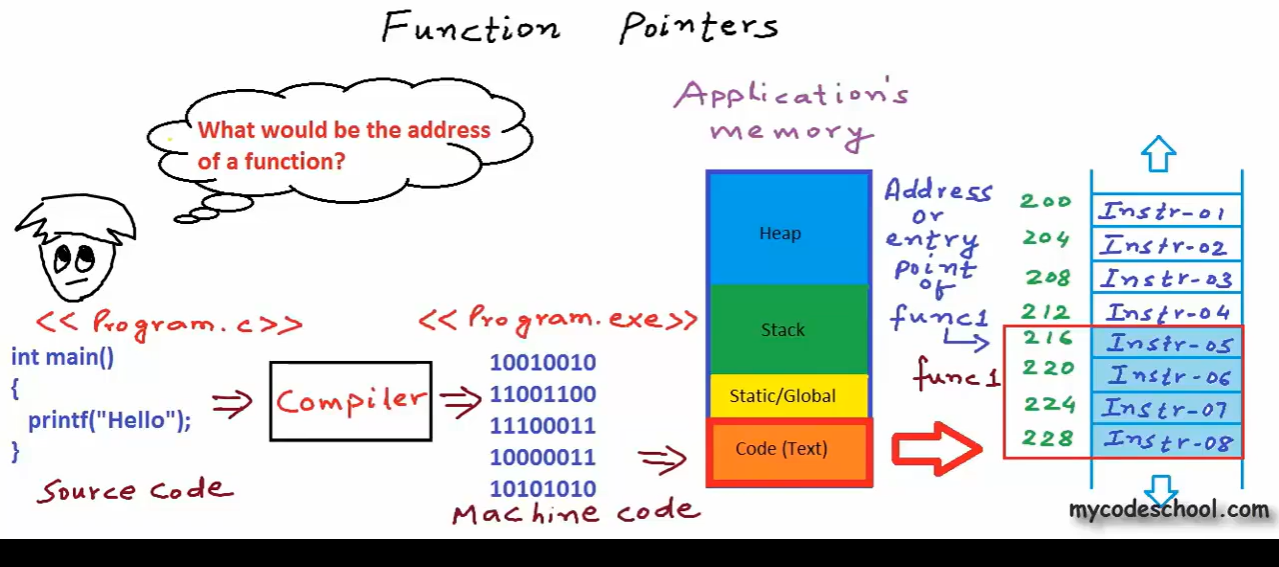 Function Pointers
What would be the address
of a function?
<< Program.c>>
int main()
{
printf("Hello");
}
Source code
Compiler
<< Program.exe>>
10010010
11001100
11100011
10000011
10101010
Machine code
Application's
memory
Heap
Stack
Static/Global
Code (Text)
Address
or
entry
point
of
func1
func1
200 Instr-01
204 Instr-02
208 Instr-03
212 Instr-04
216 Instr-05
220 Instr-06
224 Instr-07
228 Instr-08
mycodeschool.com